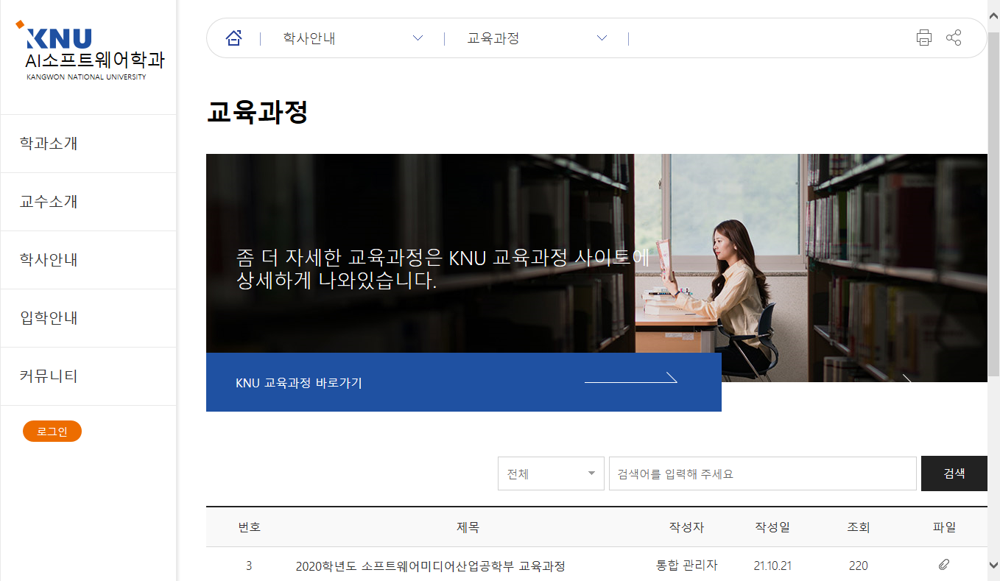 KNU
AI소프트웨어학과
KANGWON NATIONAL UNIVERSITY
학과소개
교수소개
학사안내
입학안내
커뮤니티
로그인
학사안내
교육과정
교육과정
좀 더 자세한 교육과정은 KNU 교육과정 사이트에
상세하게 나와있습니다.
KNU 교육과정 바로가기
전체
검색어를 입력해 주세요
검색
번호 제목 작성자 작성일 조회 파일
3 2020학년도 소프트웨어미디어산업공학부 교육과정 통합 관리자 21.10.21 220